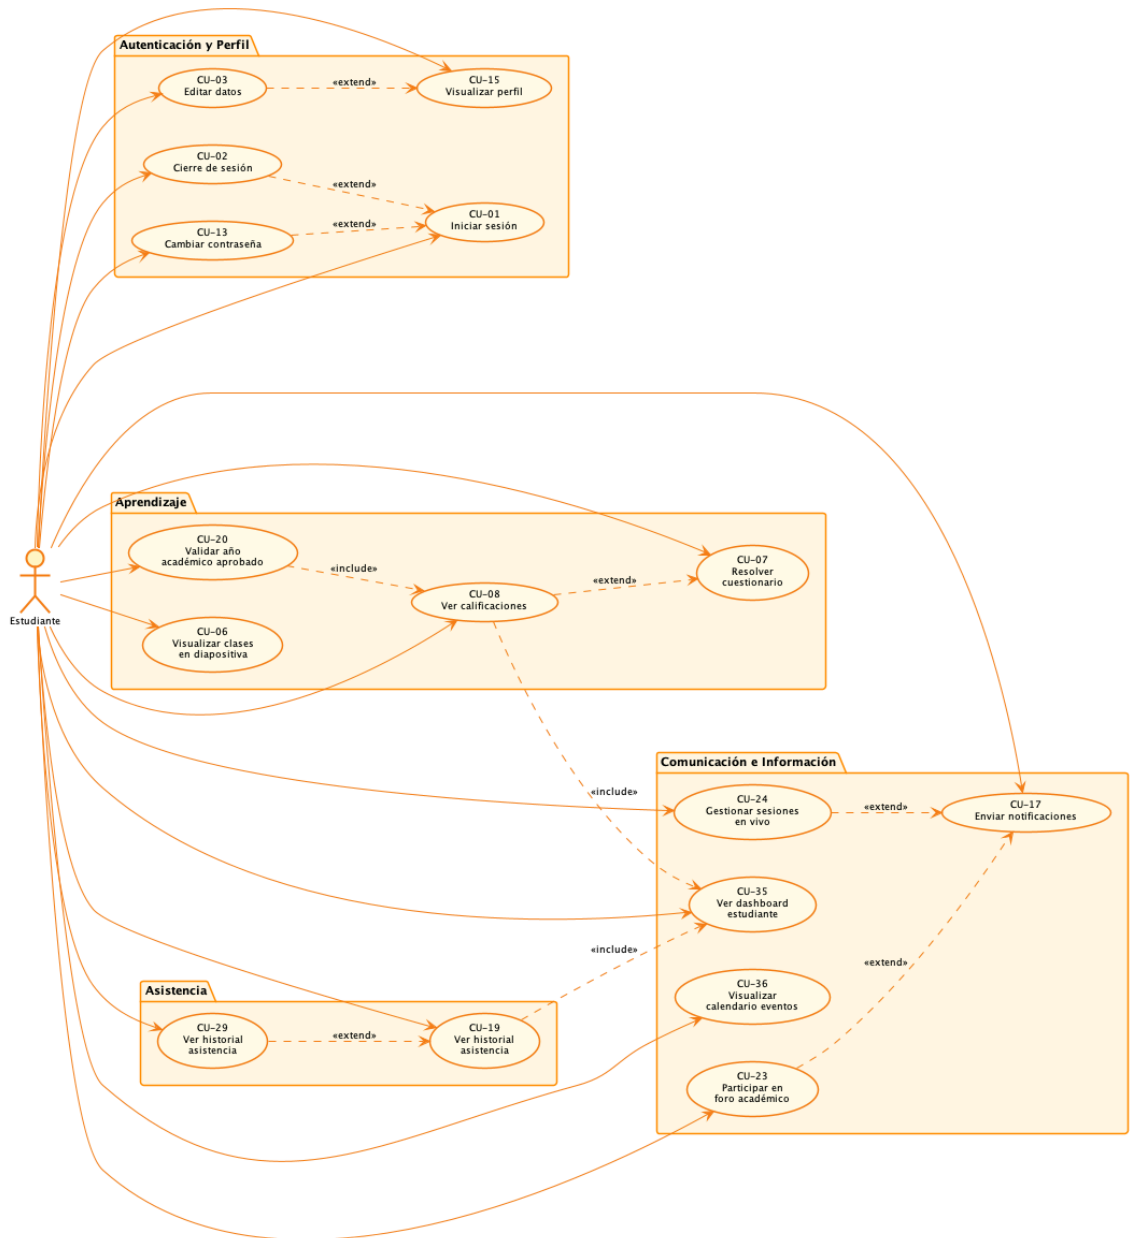 Autenticación y Perfil
CU-03
Editar datos
«extend»
CU-15
Visualizar perfil
CU-02
Cierre de sesión
«extend»
CU-13
Cambiar contraseña
«extend»
CU-01
Iniciar sesión
Estudiante
Aprendizaje
CU-20
Validar año
académico aprobado
«include»
CU-08
Ver calificaciones
«extend»
CU-07
Resolver
cuestionario
CU-06
Visualizar clases
en diapositiva
«include»
Comunicación e Información
CU-24
Gestionar sesiones
en vivo
«extend»
CU-17
Enviar notificaciones
CU-35
Ver dashboard
estudiante
«include»
«extend»
CU-36
Visualizar
calendario eventos
CU-23
Participar en
foro académico
Asistencia
CU-29
Ver historial
asistencia
«extend»
CU-19
Ver historial
asistencia